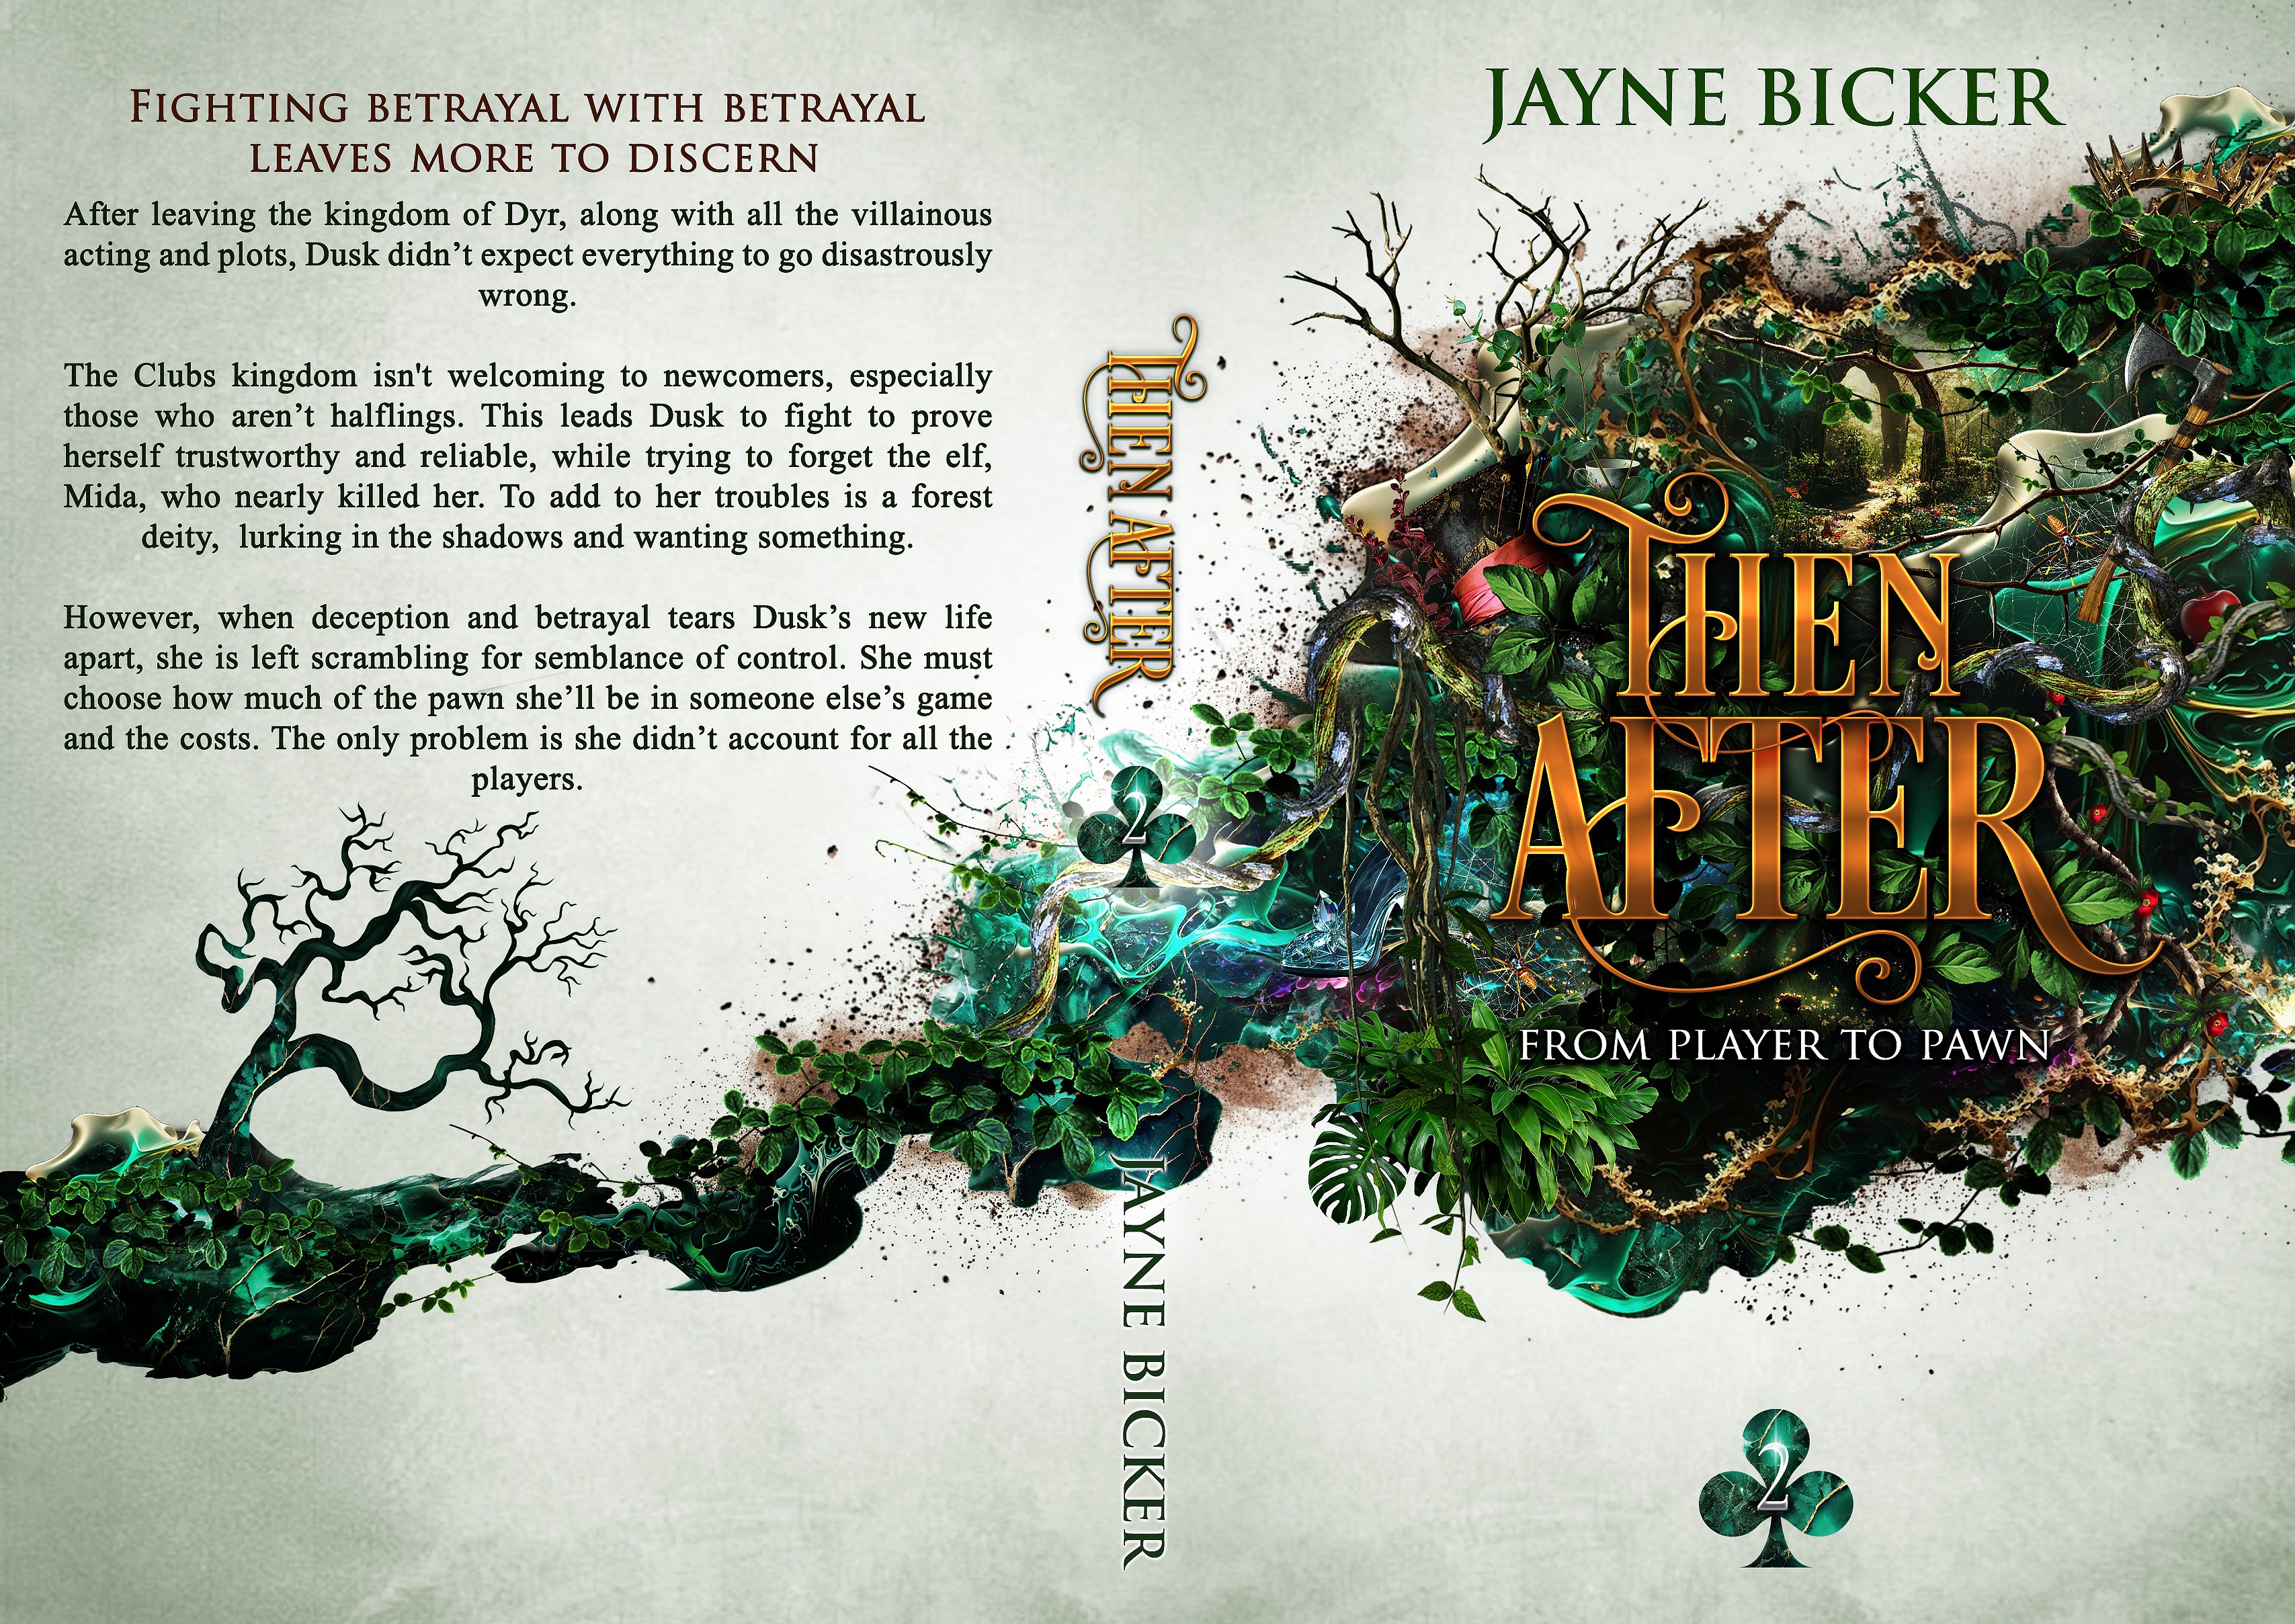 FIGHTING BETRAYAL WITH BETRAYAL
LEAVES MORE TO DISCERN
After leaving the kingdom of Dyr, along with all the villainous
acting and plots, Dusk didn’t expect everything to go disastrously
wrong.
The Clubs kingdom isn't welcoming to newcomers, especially
those who aren’t halflings. This leads Dusk to fight to prove
herself trustworthy and reliable, while trying to forget the elf,
Mida, who nearly killed her. To add to her troubles is a forest
deity,  lurking in the shadows and wanting something.
However, when deception and betrayal tears Dusk’s new life
apart, she is left scrambling for semblance of control. She must
choose how much of the pawn she’ll be in someone else’s game
and the costs. The only problem is she didn’t account for all the
players.
THEN AFTER
2
JAYNE BICKER
JAYNE BICKER
THEN
AFTER
FROM PLAYER TO PAWN
2